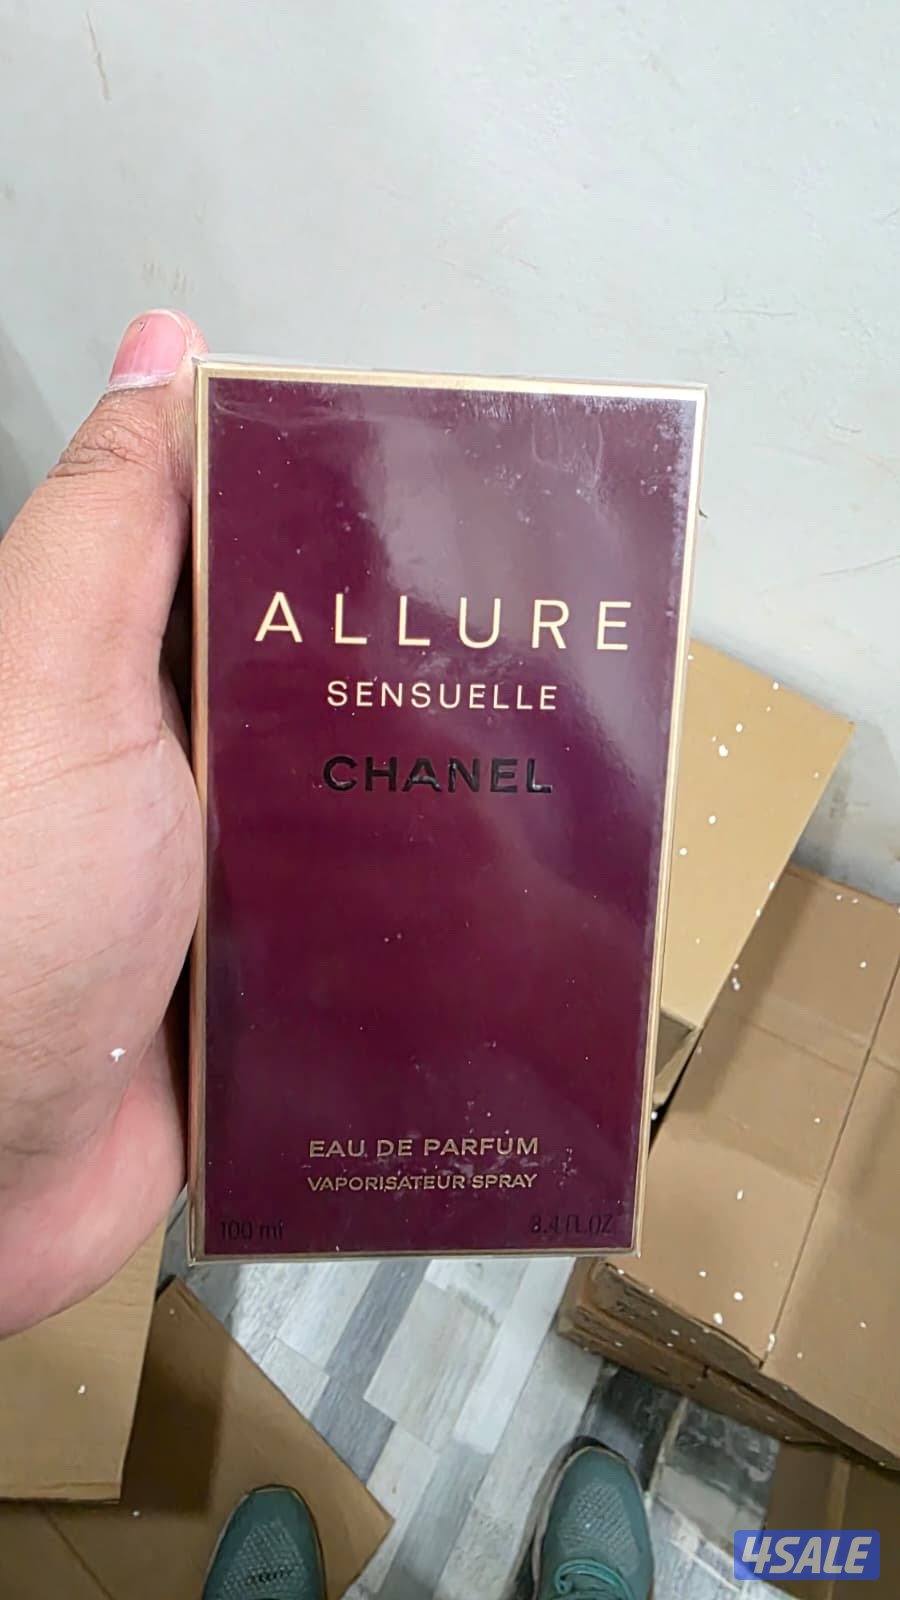 ALLURE
SENSUELLE
CHANEL
EAU DE PARFUM
VAPORISATEUR SPRAY
100 ml 3.4 FL.OZ
4SALE